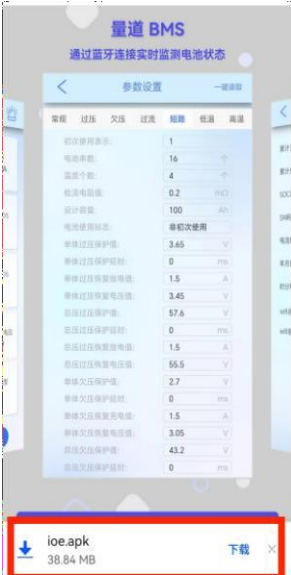 量道 BMS
通过蓝牙连接实时监测电池状态
参数设置 一键读取
常规 过压 欠压 过流 短路 低温 高温
初次使用表示: 1
电池串数: 16 个
温度个数: 4 个
检流电阻值: 0.2 mΩ
设计容量: 100 Ah
电池使用标志: 非初次使用
单体过压保护值: 3.65 V
单体过压保护延时: 0 ms
单体过压恢复放电值: 1.5 A
单体过压恢复电压值: 3.45 V
总压过压保护值: 57.6 V
总压过压保护延时: 0 ms
总压过压恢复放电值: 1.5 A
总压过压恢复电压值: 55.5 V
单体欠压保护值: 2.7 V
单体欠压保护延时: 0 ms
单体欠压恢复充电值: 1.5 A
单体欠压恢复电压值: 3.05 V
总压欠压保护值: 43.2 V
总压欠压保护延时: 0 ms
ioe.apk
38.84 MB
下载